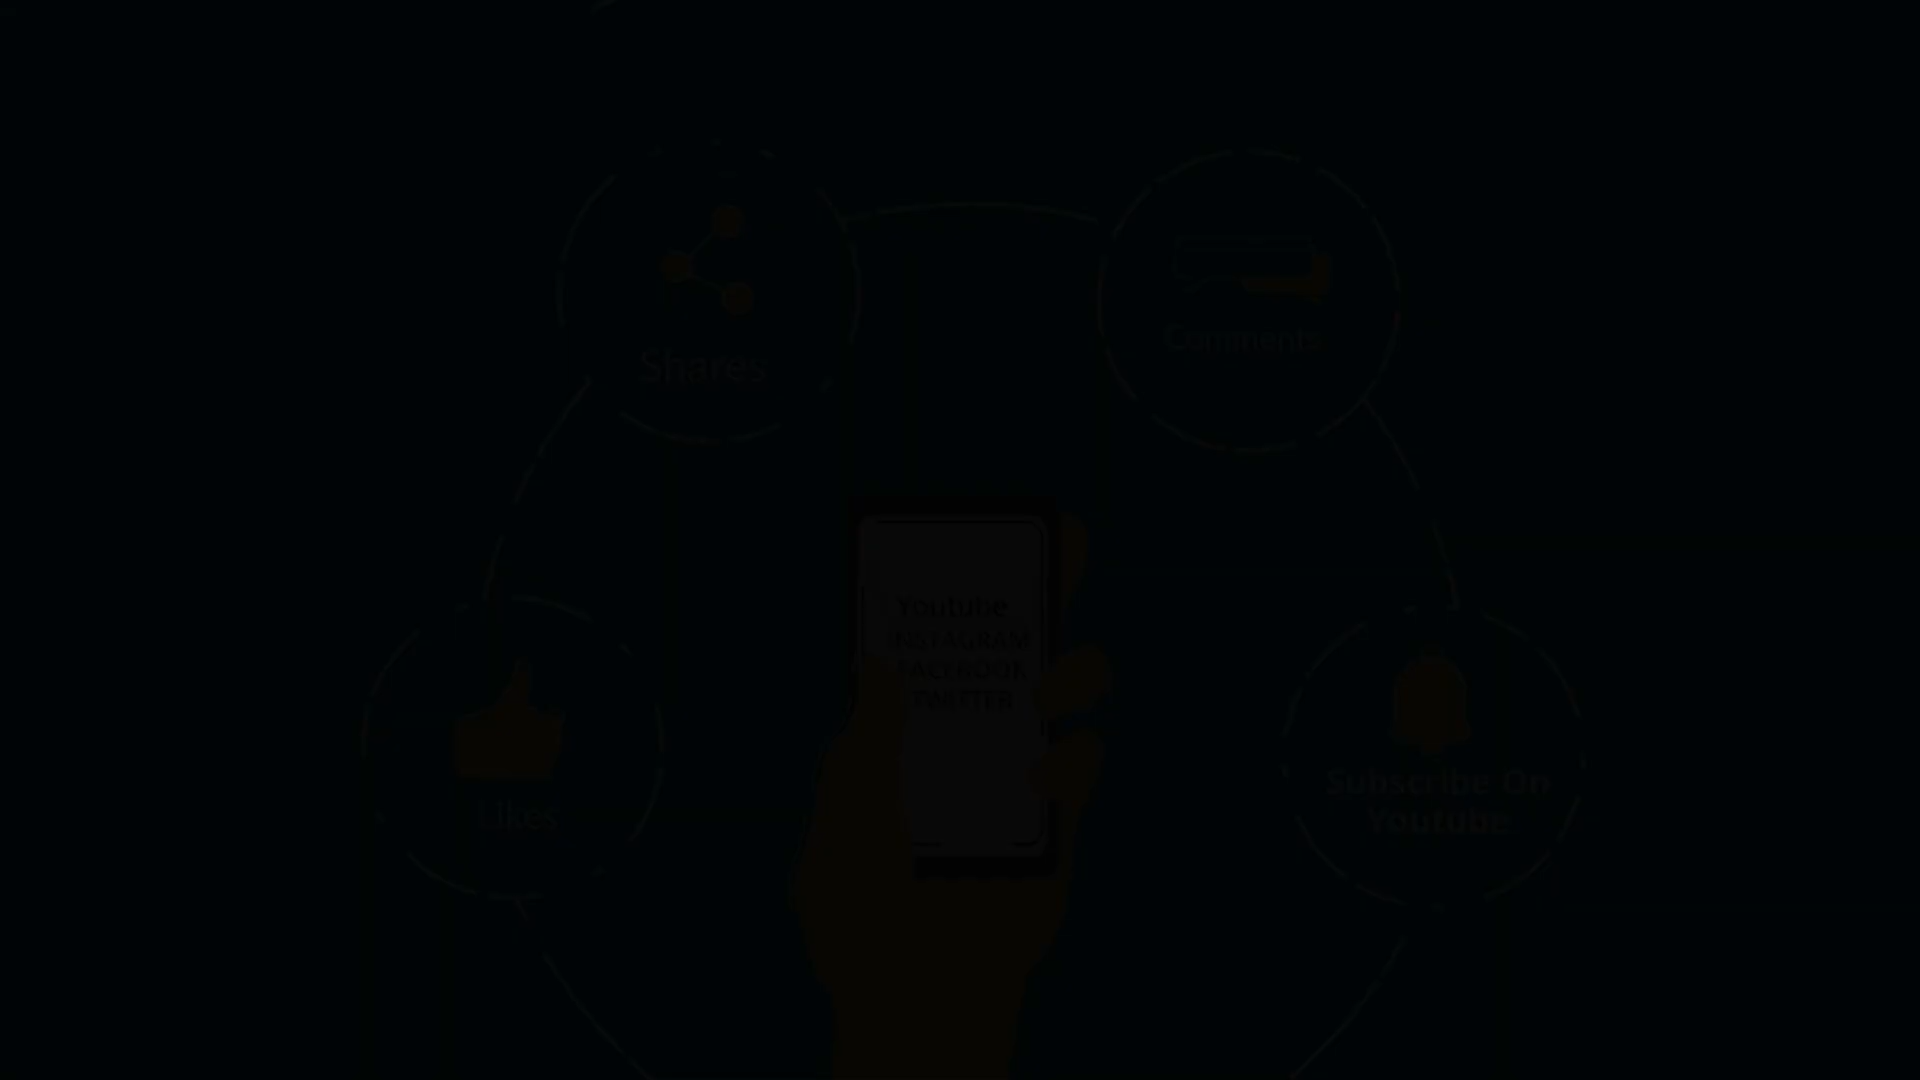 Shares
Comments
Youtube
INSTAGRAM
FACEBOOK
TWITTER
Likes
Subscribe On
Youtube